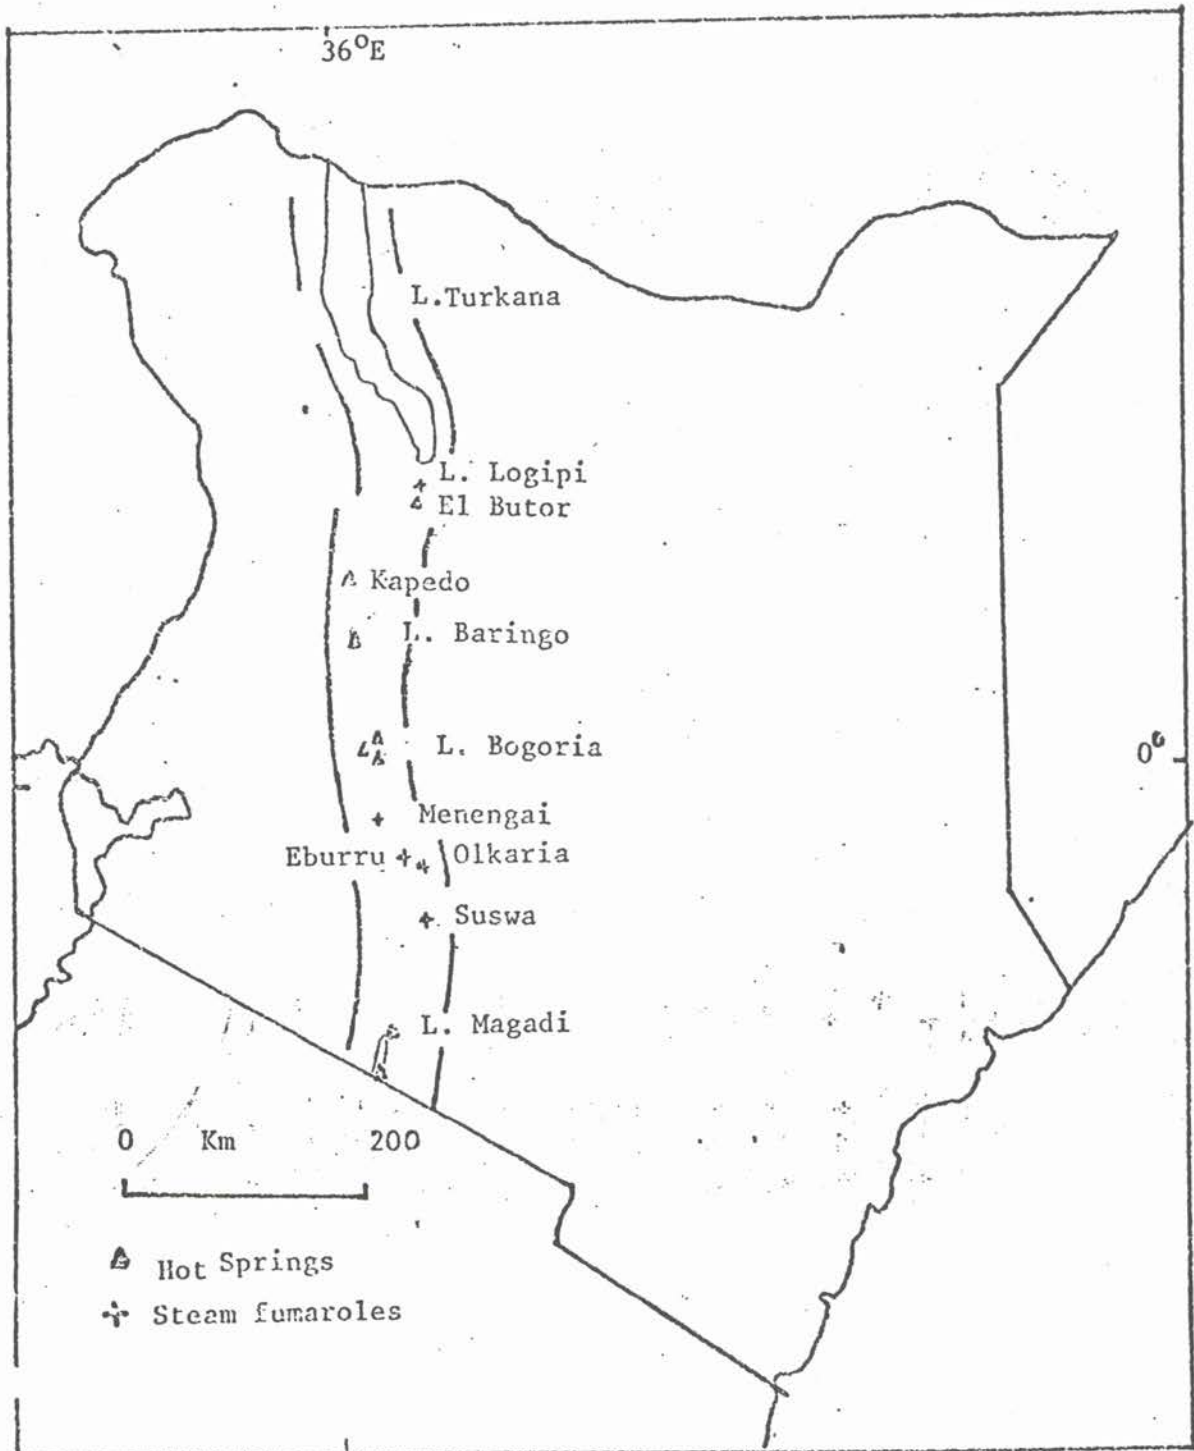 36°E
L.Turkana
L. Logipi
El Butor
Kapedo
L. Baringo
L. Bogoria
0°
Menengai
Eburru
Olkaria
Suswa
L. Magadi
0 Km 200
Hot Springs
Steam fumaroles